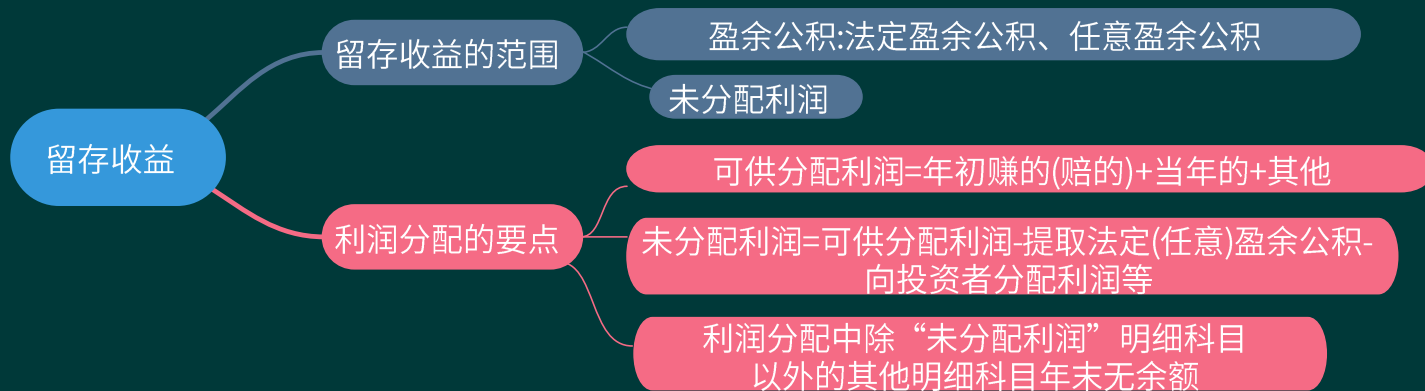 留存收益
留存收益的范围
盈余公积:法定盈余公积、任意盈余公积
未分配利润
利润分配的要点
可供分配利润=年初赚的(赔的)+当年的+其他
未分配利润=可供分配利润-提取法定(任意)盈余公积-
向投资者分配利润等
利润分配中除“未分配利润”明细科目
以外的其他明细科目年末无余额